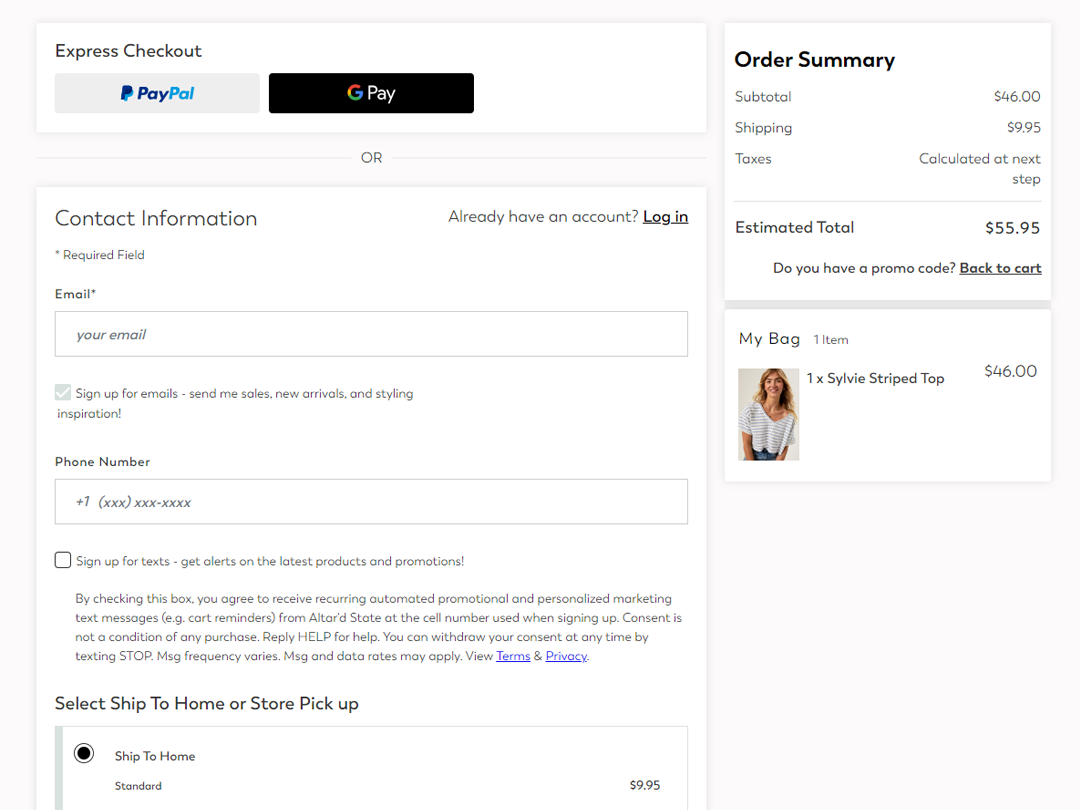 Express Checkout
PayPal
G Pay
OR
Contact Information
Already have an account? Log in
* Required Field
Email*
your email
Sign up for emails - send me sales, new arrivals, and styling
inspiration!
Phone Number
+1 (xxx) xxx-xxxx
Sign up for texts - get alerts on the latest products and promotions!
By checking this box, you agree to receive recurring automated promotional and personalized marketing
text messages (e.g. cart reminders) from Altar'd State at the cell number used when signing up. Consent is
not a condition of any purchase. Reply HELP for help. You can withdraw your consent at any time by
texting STOP. Msg frequency varies. Msg and data rates may apply. View Terms & Privacy.
Select Ship To Home or Store Pick up
Ship To Home
Standard $9.95
Order Summary
Subtotal $46.00
Shipping $9.95
Taxes Calculated at next
step
Estimated Total $55.95
Do you have a promo code? Back to cart
My Bag 1 Item
1 x Sylvie Striped Top $46.00